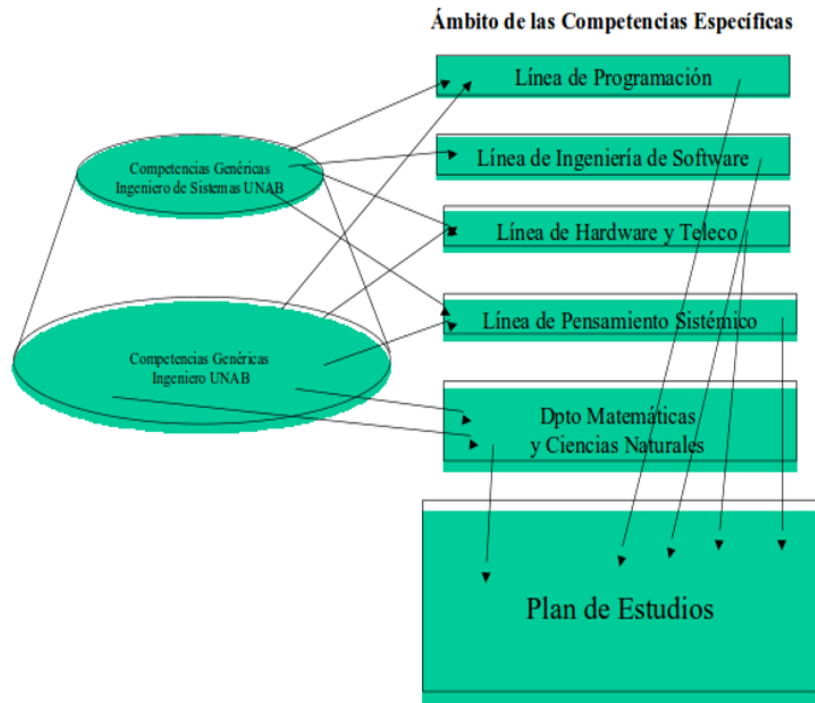 Ámbito de las Competencias Específicas
Línea de Programación
Competencias Genéricas
Ingeniero de Sistemas UNAB
Línea de Ingeniería de Software
Línea de Hardware y Teleco
Línea de Pensamiento Sistémico
Competencias Genéricas
Ingeniero UNAB
Dpto Matemáticas
y Ciencias Naturales
Plan de Estudios